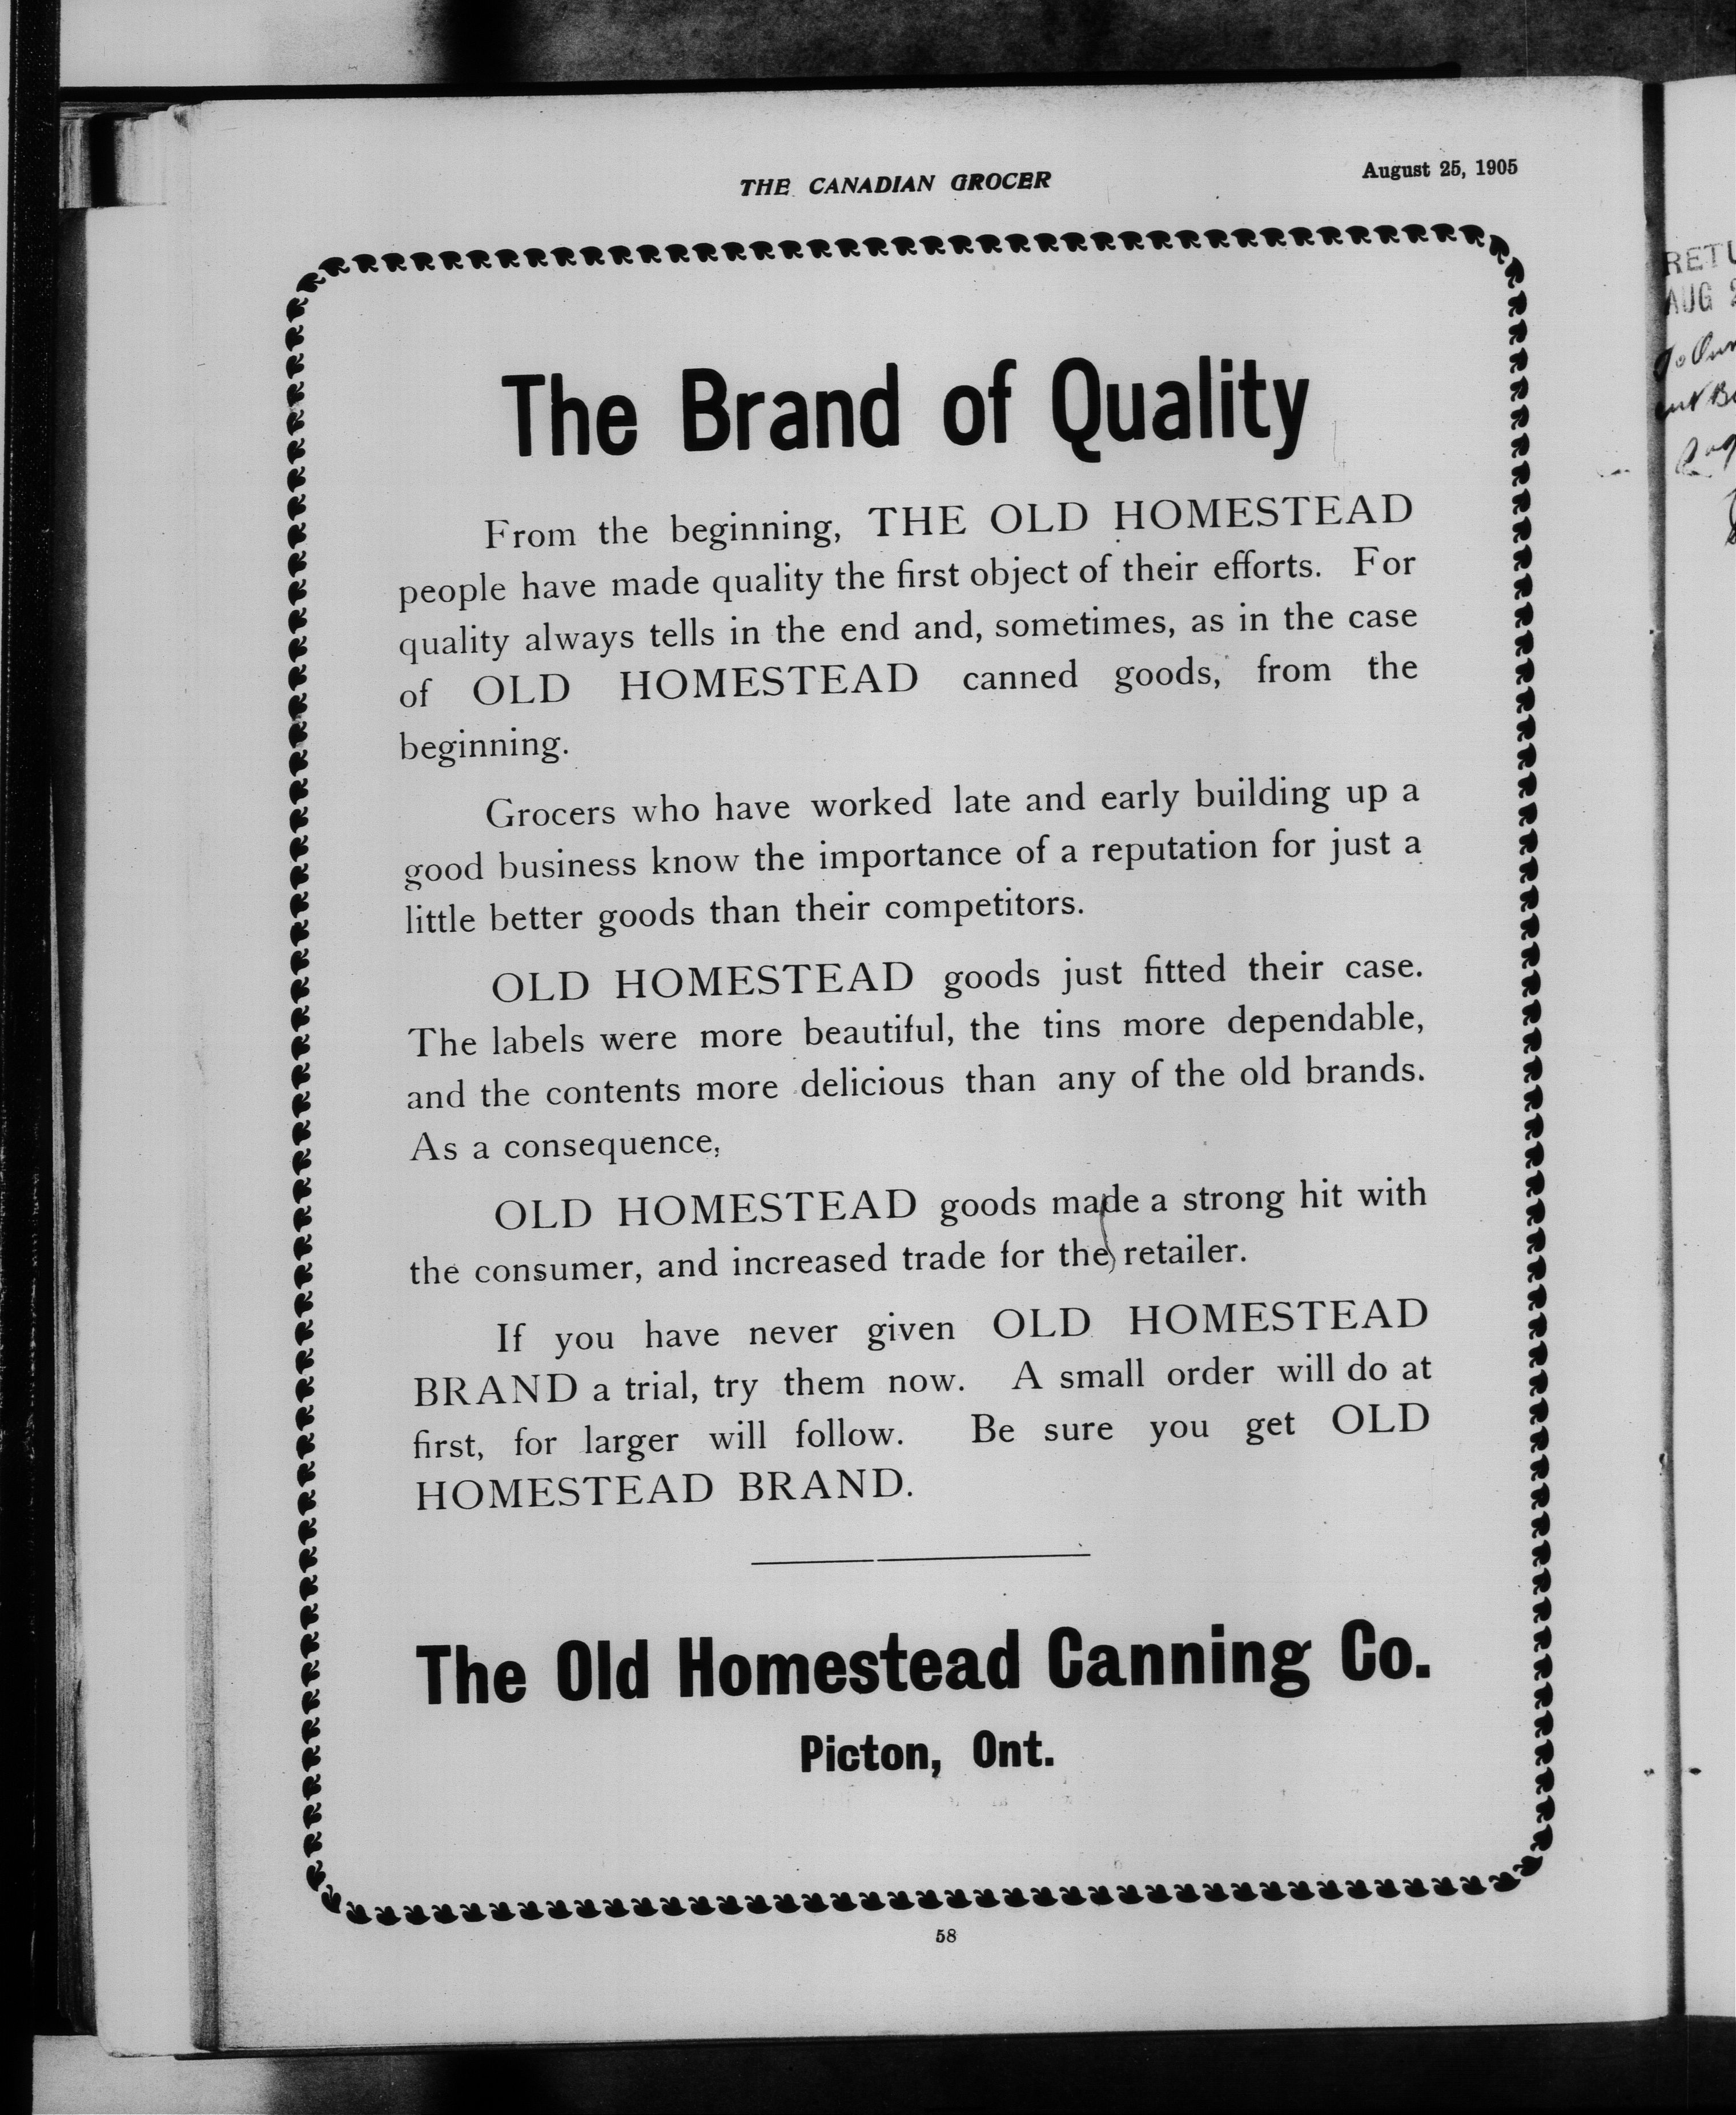 THE CANADIAN GROCER
August 25, 1905
The Brand of Quality
From the beginning, THE OLD HOMESTEAD
people have made quality the first object of their efforts. For
quality always tells in the end and, sometimes, as in the case
of OLD HOMESTEAD canned goods, from the
beginning.
Grocers who have worked late and early building up a
good business know the importance of a reputation for just a
little better goods than their competitors.
OLD HOMESTEAD goods just fitted their case.
The labels were more beautiful, the tins more dependable,
and the contents more delicious than any of the old brands.
As a consequence,
OLD HOMESTEAD goods made a strong hit with
the consumer, and increased trade for the retailer.
If you have never given OLD HOMESTEAD
BRAND a trial, try them now. A small order will do at
first, for larger will follow. Be sure you get OLD
HOMESTEAD BRAND.
The Old Homestead Canning Co.
Picton, Ont.
58
RETU
AUG 2